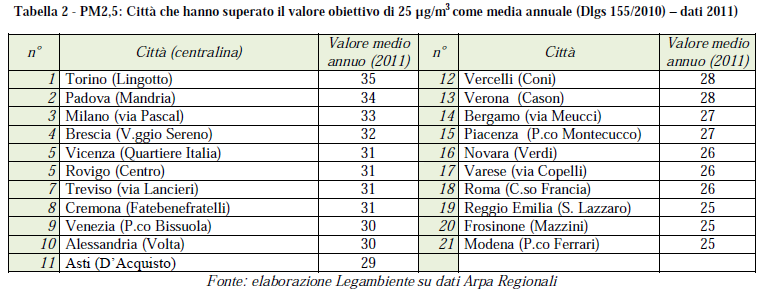 Tabella 2 - PM2,5: Città che hanno superato il valore obiettivo di 25 µg/m³ come media annuale (Dlgs 155/2010) – dati 2011)
n° Città (centralina) Valore medio annuo (2011) n° Città Valore medio annuo (2011)
1 Torino (Lingotto) 35 12 Vercelli (Coni) 28
2 Padova (Mandria) 34 13 Verona (Cason) 28
3 Milano (via Pascal) 33 14 Bergamo (via Meucci) 27
4 Brescia (V.ggio Sereno) 32 15 Piacenza (P.co Montecucco) 27
5 Vicenza (Quartiere Italia) 31 16 Novara (Verdi) 26
5 Rovigo (Centro) 31 17 Varese (via Copelli) 26
7 Treviso (via Lancieri) 31 18 Roma (C.so Francia) 26
8 Cremona (Fatebenefratelli) 31 19 Reggio Emilia (S. Lazzaro) 25
9 Venezia (P.co Bissuola) 30 20 Frosinone (Mazzini) 25
10 Alessandria (Volta) 30 21 Modena (P.co Ferrari) 25
11 Asti (D'Acquisto) 29
Fonte: elaborazione Legambiente su dati Arpa Regionali